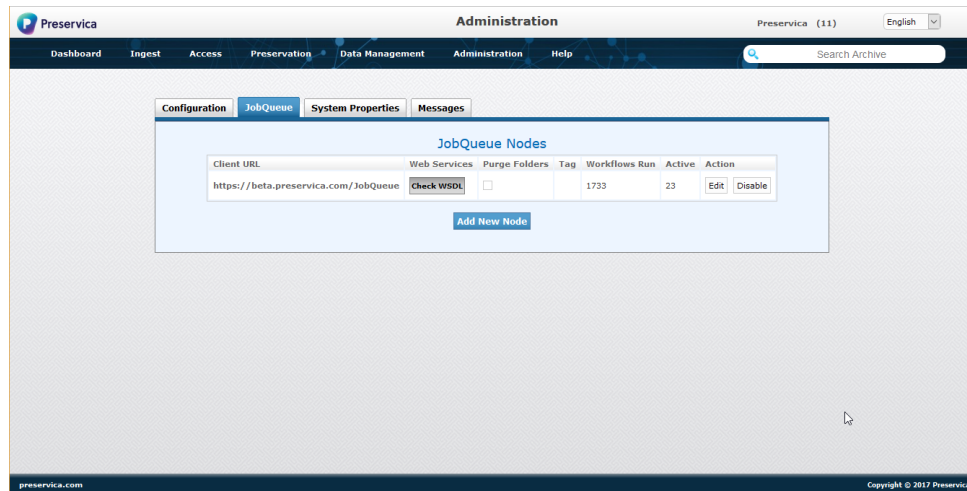 Preservica
Administration
Preservica (11)
English
Dashboard Ingest Access Preservation Data Management Administration Help
Search Archive
Configuration JobQueue System Properties Messages
JobQueue Nodes
Client URL Web Services Purge Folders Tag Workflows Run Active Action
https://beta.preservica.com/JobQueue Check WSDL 1733 23 Edit Disable
Add New Node
preservica.com
Copyright © 2017 Preservica